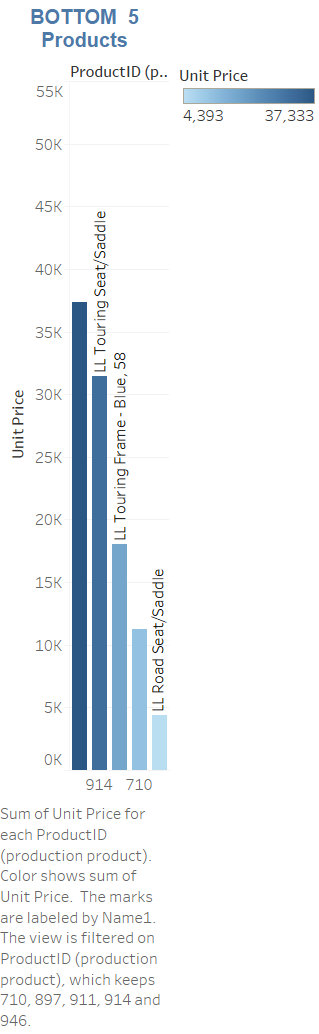 BOTTOM  5
Products
ProductID (p..
Unit Price
4,393
37,333
55K
50K
45K
40K
35K
30K
25K
20K
15K
10K
5K
0K
Unit Price
LL Touring Seat/Saddle
LL Touring Frame - Blue, 58
LL Road Seat/Saddle
914
710
Sum of Unit Price for
each ProductID
(production product).
Color shows sum of
Unit Price.  The marks
are labeled by Name1.
The view is filtered on
ProductID (production
product), which keeps
710, 897, 911, 914 and
946.